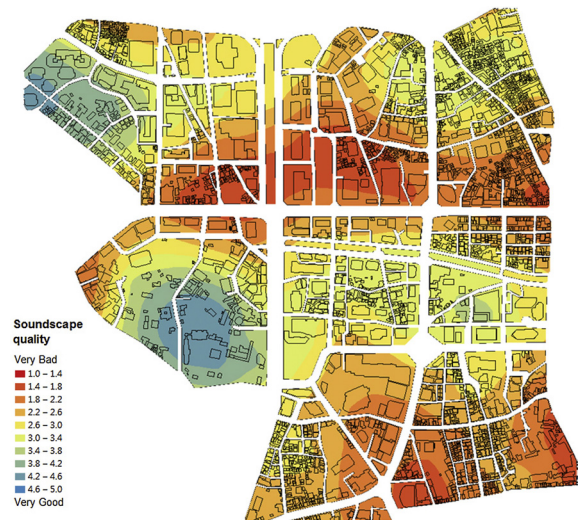 Soundscape
quality
Very Bad
1.0 – 1.4
1.4 – 1.8
1.8 – 2.2
2.2 – 2.6
2.6 – 3.0
3.0 – 3.4
3.4 – 3.8
3.8 – 4.2
4.2 – 4.6
4.6 – 5.0
Very Good